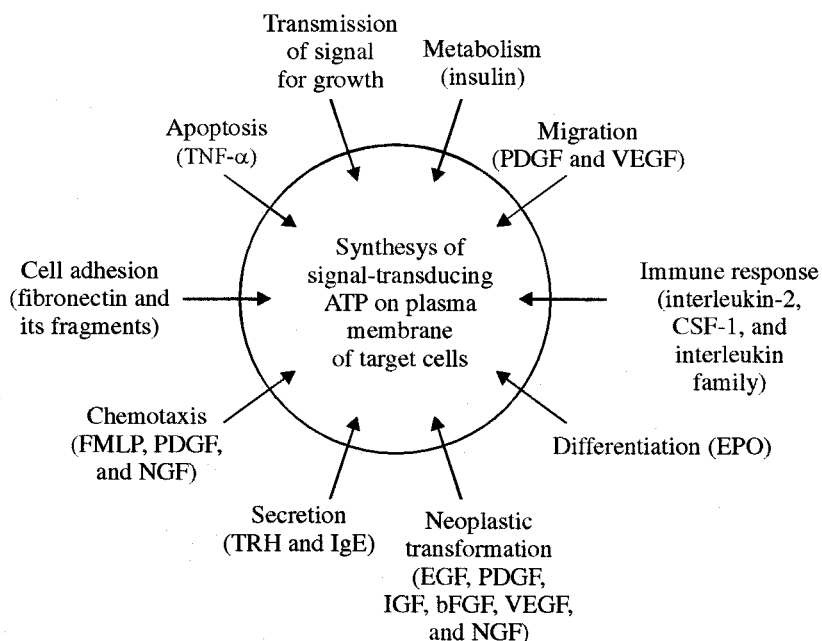 Transmission
of signal
for growth
Metabolism
(insulin)
Apoptosis
(TNF-α)
Migration
(PDGF and VEGF)
Cell adhesion
(fibronectin and
its fragments)
Synthesys of
signal-transducing
ATP on plasma
membrane
of target cells
Immune response
(interleukin-2,
CSF-1, and
interleukin
family)
Chemotaxis
(FMLP, PDGF,
and NGF)
Differentiation (EPO)
Secretion
(TRH and IgE)
Neoplastic
transformation
(EGF, PDGF,
IGF, bFGF, VEGF,
and NGF)